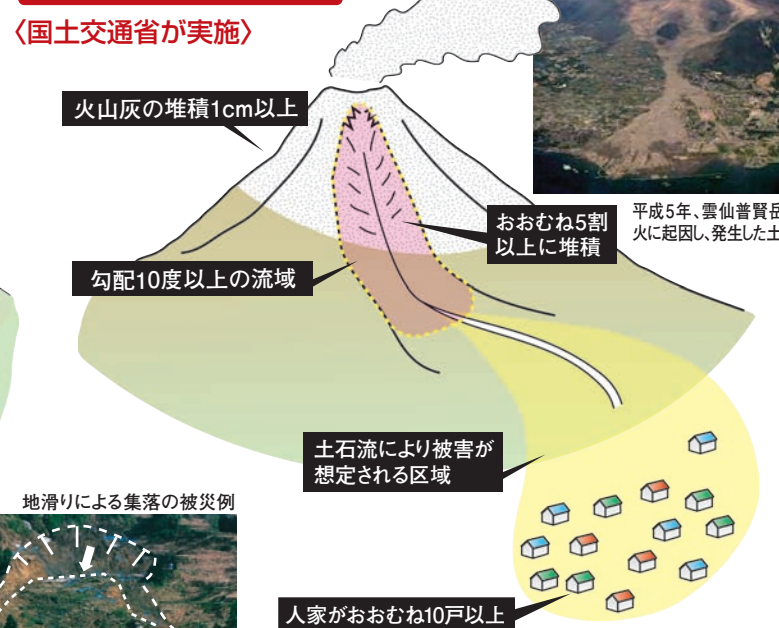 〈国土交通省が実施〉
火山灰の堆積1cm以上
おおむね5割
以上に堆積
平成5年、雲仙普賢岳
火に起因し、発生した土
勾配10度以上の流域
土石流により被害が
想定される区域
地滑りによる集落の被災例
人家がおおむね10戸以上